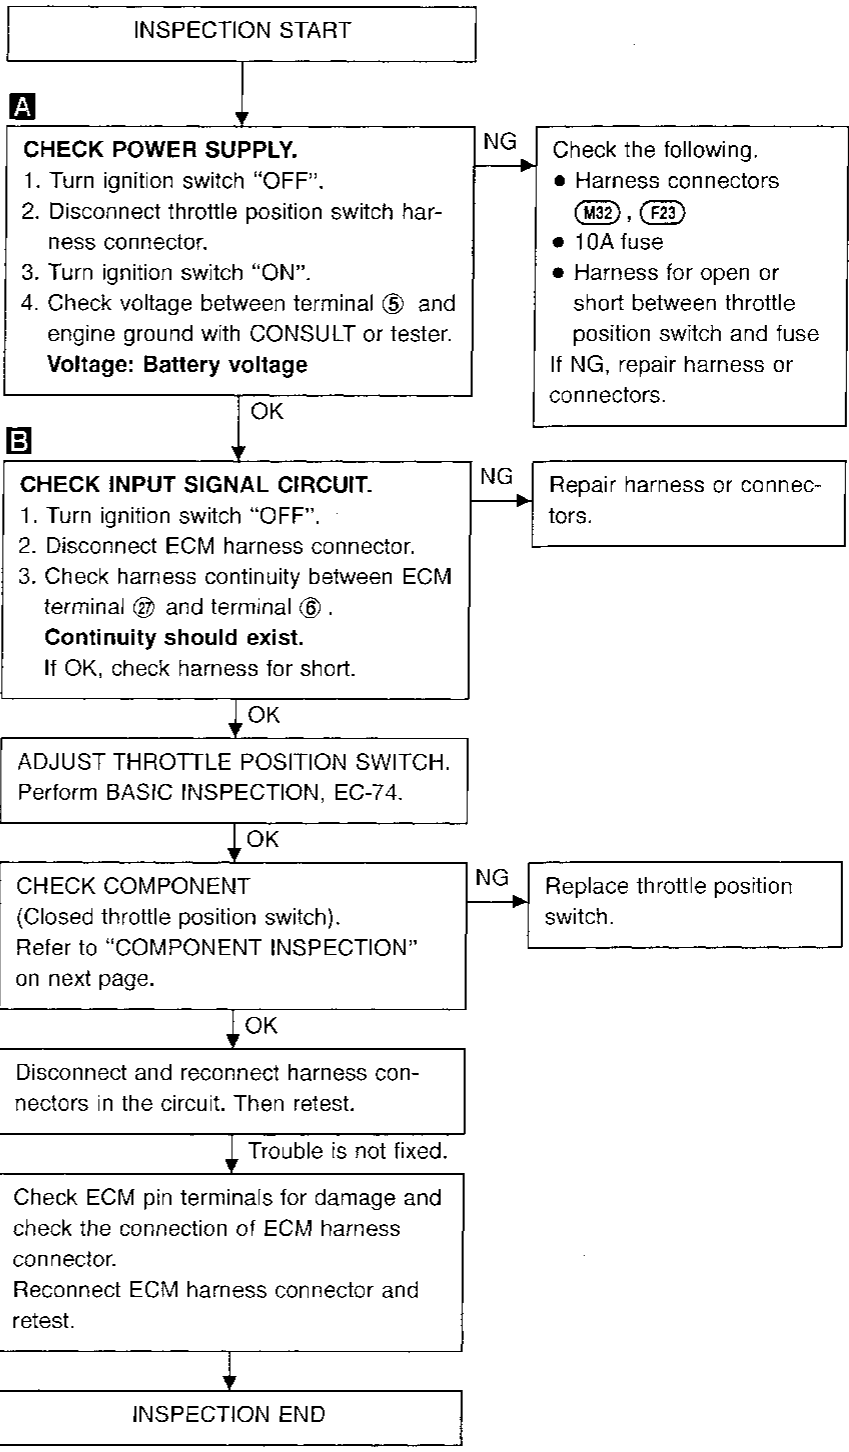 INSPECTION START
A
CHECK POWER SUPPLY.
1. Turn ignition switch “OFF”.
2. Disconnect throttle position switch har-
ness connector.
3. Turn ignition switch “ON”.
4. Check voltage between terminal ⑤ and
engine ground with CONSULT or tester.
Voltage: Battery voltage
NG
Check the following.
● Harness connectors
M32, F23
● 10A fuse
● Harness for open or
short between throttle
position switch and fuse
If NG, repair harness or
connectors.
OK
B
CHECK INPUT SIGNAL CIRCUIT.
1. Turn ignition switch “OFF”.
2. Disconnect ECM harness connector.
3. Check harness continuity between ECM
terminal ㉗ and terminal ⑥.
Continuity should exist.
If OK, check harness for short.
NG
Repair harness or connec-
tors.
OK
ADJUST THROTTLE POSITION SWITCH.
Perform BASIC INSPECTION, EC-74.
OK
CHECK COMPONENT
(Closed throttle position switch).
Refer to “COMPONENT INSPECTION”
on next page.
NG
Replace throttle position
switch.
OK
Disconnect and reconnect harness con-
nectors in the circuit. Then retest.
Trouble is not fixed.
Check ECM pin terminals for damage and
check the connection of ECM harness
connector.
Reconnect ECM harness connector and
retest.
INSPECTION END